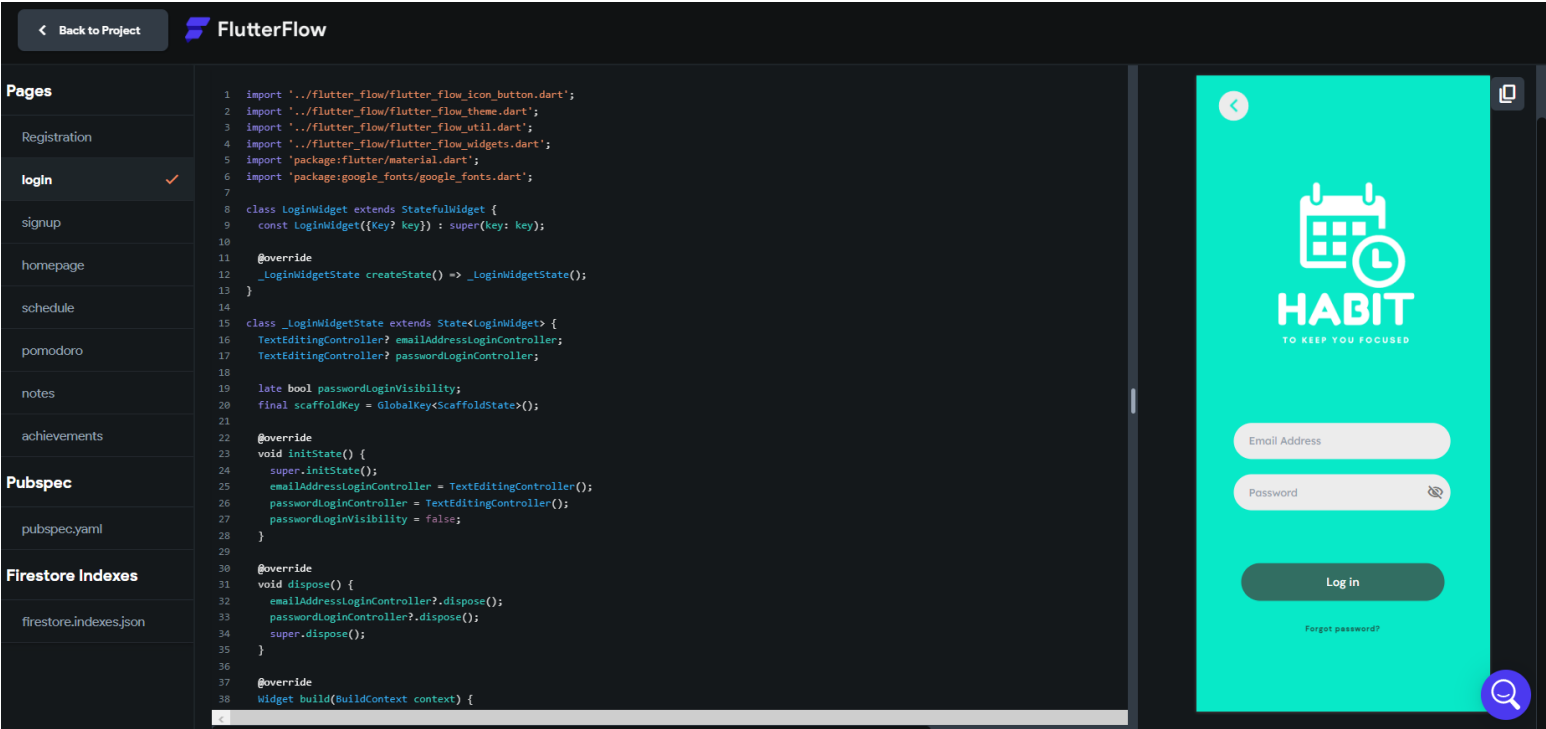 Back to Project
FlutterFlow
Pages
Registration
login
signup
homepage
schedule
pomodoro
notes
achievements
Pubspec
pubspec.yaml
Firestore Indexes
firestore.indexes.json
1 import '../flutter_flow/flutter_flow_icon_button.dart';
2 import '../flutter_flow/flutter_flow_theme.dart';
3 import '../flutter_flow/flutter_flow_util.dart';
4 import '../flutter_flow/flutter_flow_widgets.dart';
5 import 'package:flutter/material.dart';
6 import 'package:google_fonts/google_fonts.dart';
7
8 class LoginWidget extends StatefulWidget {
9 const LoginWidget({Key? key}) : super(key: key);
10
11 @override
12 _LoginWidgetState createState() => _LoginWidgetState();
13 }
14
15 class _LoginWidgetState extends State<LoginWidget> {
16 TextEditingController? emailAddressLoginController;
17 TextEditingController? passwordLoginController;
18
19 late bool passwordLoginVisibility;
20 final scaffoldKey = GlobalKey<ScaffoldState>();
21
22 @override
23 void initState() {
24 super.initState();
25 emailAddressLoginController = TextEditingController();
26 passwordLoginController = TextEditingController();
27 passwordLoginVisibility = false;
28 }
29
30 @override
31 void dispose() {
32 emailAddressLoginController?.dispose();
33 passwordLoginController?.dispose();
34 super.dispose();
35 }
36
37 @override
38 Widget build(BuildContext context) {
HABIT
TO KEEP YOU FOCUSED
Email Address
Password
Log in
Forgot password?